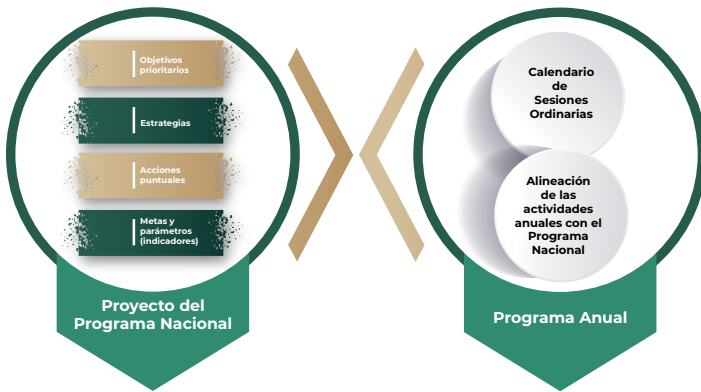 Objetivos
prioritarios
Estrategias
Acciones
puntuales
Metas y
parámetros
(indicadores)
Proyecto del
Programa Nacional
Calendario
de
Sesiones
Ordinarias
Alineación
de las
actividades
anuales con el
Programa
Nacional
Programa Anual